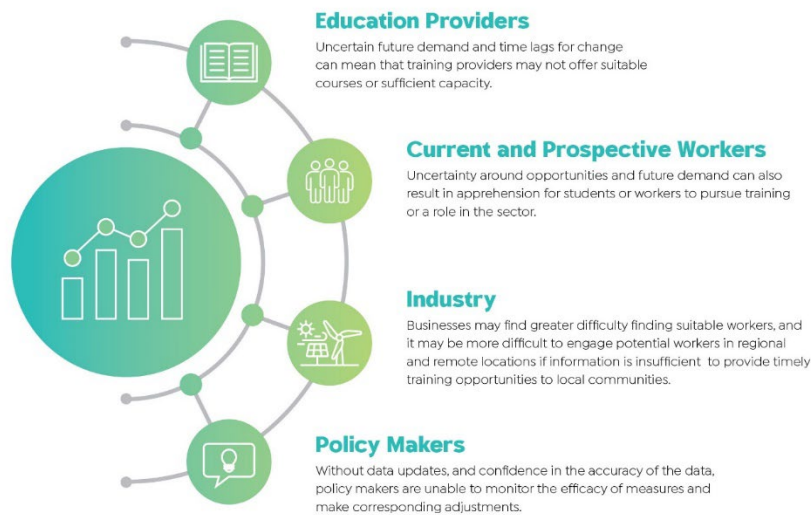 Education Providers
Uncertain future demand and time lags for change
can mean that training providers may not offer suitable
courses or sufficient capacity.
Current and Prospective Workers
Uncertainty around opportunities and future demand can also
result in apprehension for students or workers to pursue training
or a role in the sector.
Industry
Businesses may find greater difficulty finding suitable workers, and
it may be more difficult to engage potential workers in regional
and remote locations if information is insufficient to provide timely
training opportunities to local communities.
Policy Makers
Without data updates, and confidence in the accuracy of the data,
policy makers are unable to monitor the efficacy of measures and
make corresponding adjustments.